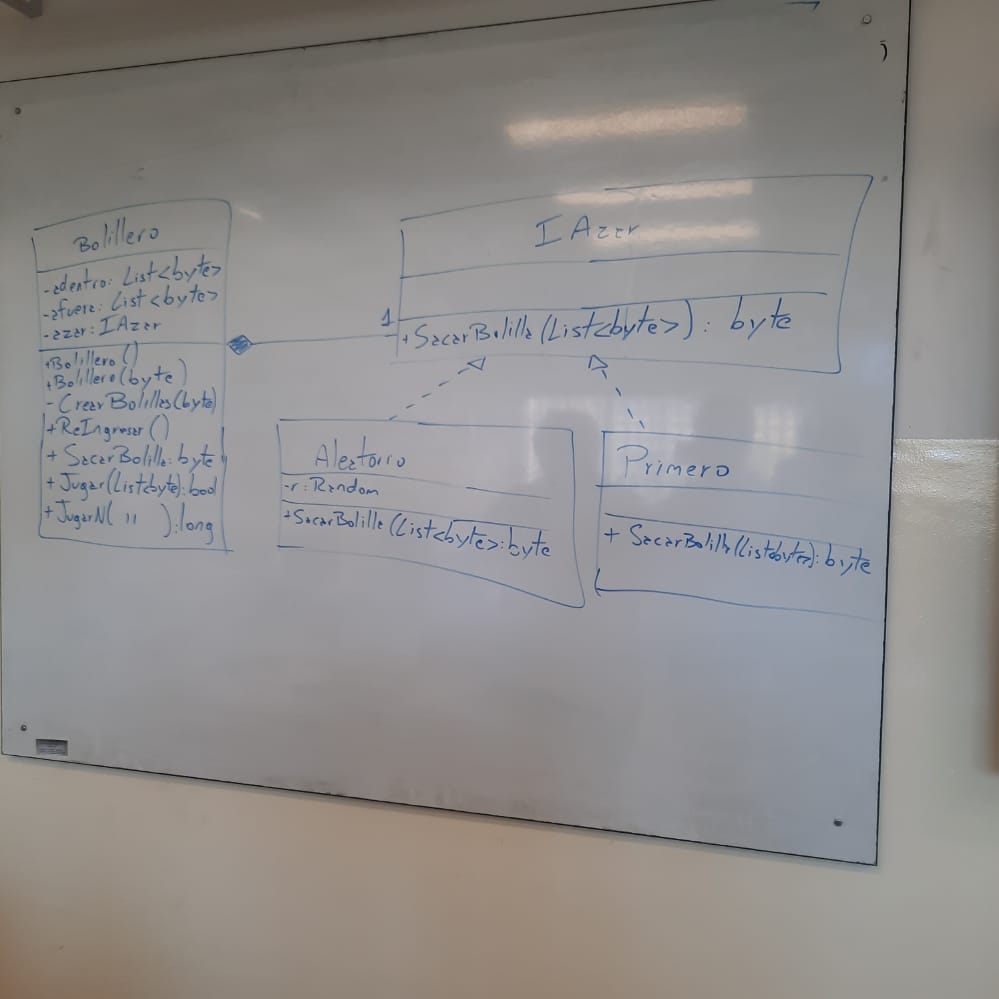 Bolillero
-adentro: List<byte>
-afuera: List<byte>
-azar: IAzar
+Bolillero()
+Bolillero(byte)
- CrearBolillas(byte)
+ReIngresar()
+ SacarBolilla: byte
+ Jugar(List<byte>): bool
+ JugarN( " ): long
1
IAzar
+SacarBolilla(List<byte>): byte
Aleatorio
-r: Random
+SacarBolilla(List<byte>: byte
Primero
+ SacarBolilla(List<byte>): byte